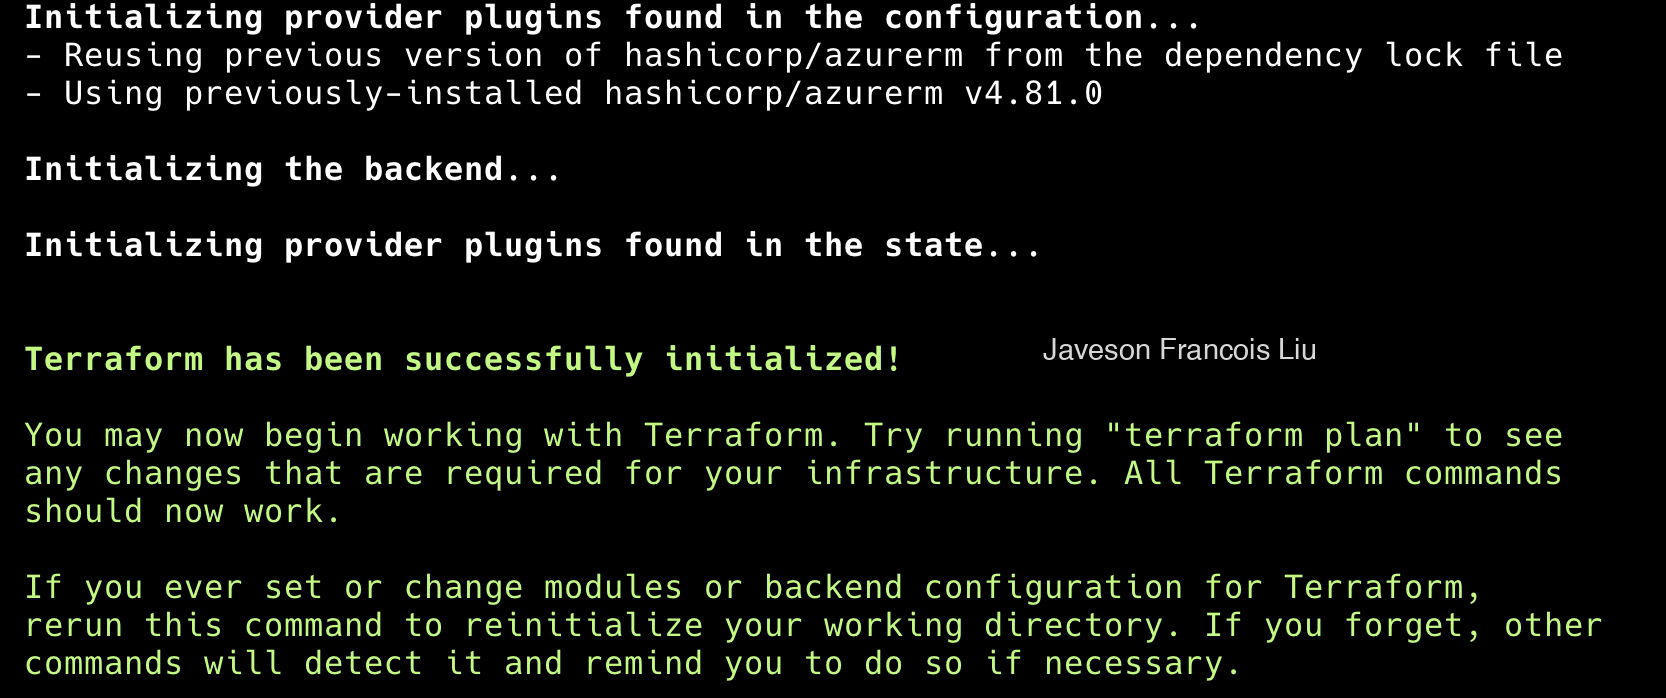 Initializing provider plugins found in the configuration...
- Reusing previous version of hashicorp/azurerm from the dependency lock file
- Using previously-installed hashicorp/azurerm v4.81.0
Initializing the backend...
Initializing provider plugins found in the state...
Terraform has been successfully initialized!
Javeson Francois Liu
You may now begin working with Terraform. Try running "terraform plan" to see
any changes that are required for your infrastructure. All Terraform commands
should now work.
If you ever set or change modules or backend configuration for Terraform,
rerun this command to reinitialize your working directory. If you forget, other
commands will detect it and remind you to do so if necessary.